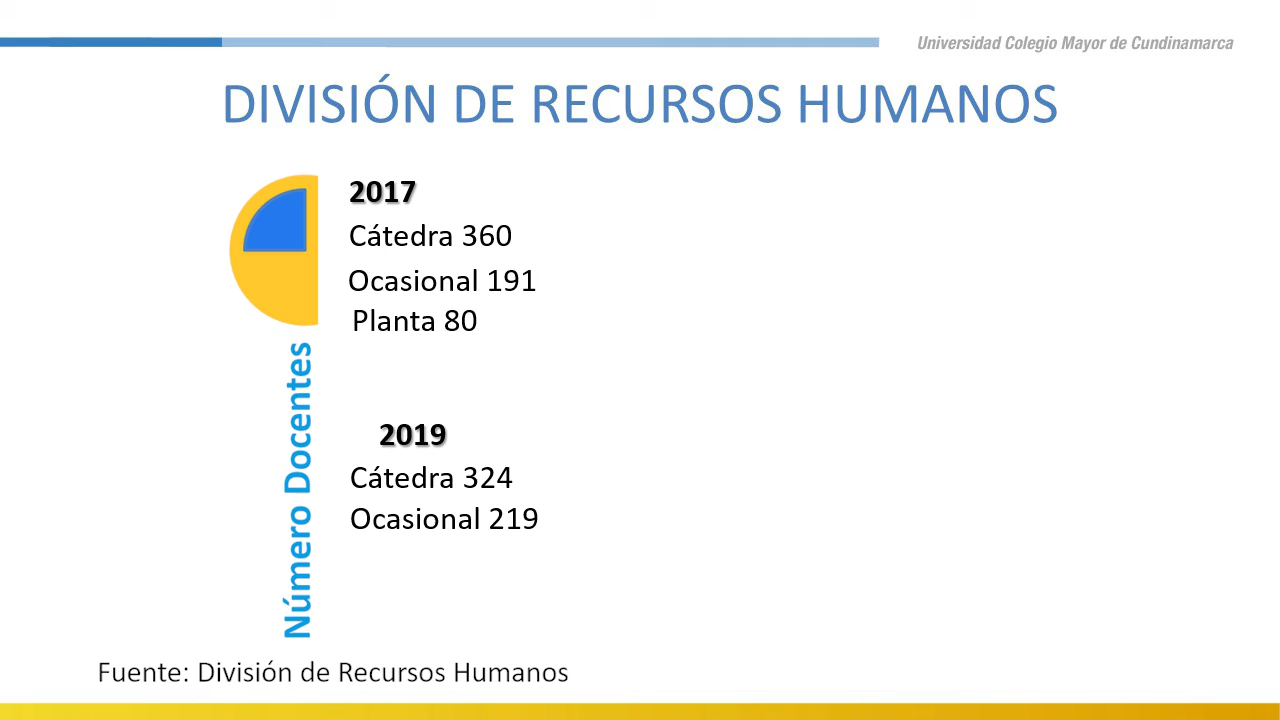 Universidad Colegio Mayor de Cundinamarca
DIVISIÓN DE RECURSOS HUMANOS
2017
Cátedra 360
Ocasional 191
Planta 80
Número Docentes
2019
Cátedra 324
Ocasional 219
Fuente: División de Recursos Humanos